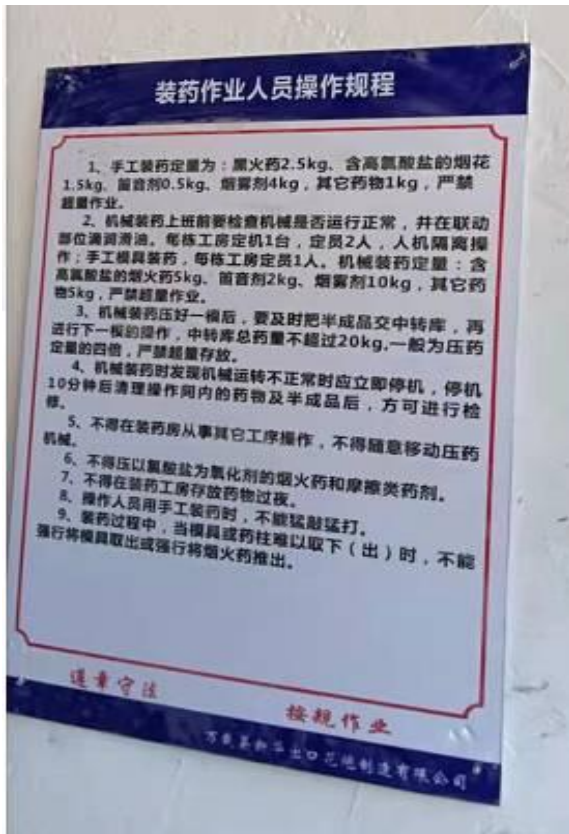 装药作业人员操作规程
1、手工装药定量为：黑火药2.5kg、含高氯酸盐的烟花
1.5kg、笛音剂0.5kg、烟雾剂4kg，其它药物1kg，严禁
超量作业。
2、机械装药上班前要检查机械是否运行正常，并在联动
部位滴润滑油。每栋工房定机1台，定员2人，人机隔离操
作；手工模具装药，每栋工房定员1人。机械装药定量：含
高氯酸盐的烟火药5kg、笛音剂2kg、烟雾剂10kg，其它药
物5kg，严禁超量作业。
3、机械装药压好一模后，要及时把半成品交中转库，再
进行下一模的操作，中转库总药量不超过20kg,一般为压药
定量的四倍，严禁超量存放。
4、机械装药时发现机械运转不正常时应立即停机，停机
10分钟后清理操作间内的药物及半成品后，方可进行检
修。
5、不得在装药房从事其它工序操作，不得随意移动压药
机械。
6、不得压以氯酸盐为氧化剂的烟火药和摩擦类药剂。
7、不得在装药工房存放药物过夜。
8、操作人员用手工装药时，不能猛敲猛打。
9、装药过程中，当模具或药柱难以取下（出）时，不能
强行将模具取出或强行将烟火药推出。
遵章守法
按规作业
万载县新华出口花炮制造有限公司